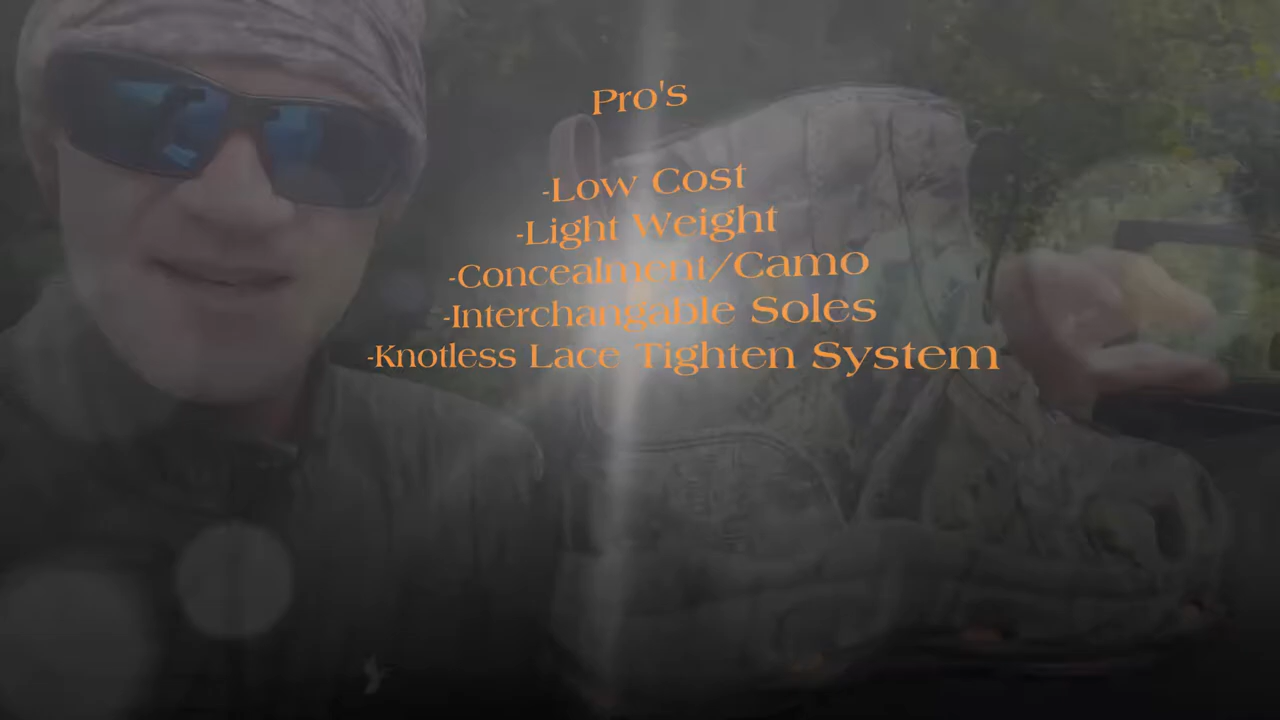 Pro's
-Low Cost
-Light Weight
-Concealment/Camo
-Interchangable Soles
-Knotless Lace Tighten System